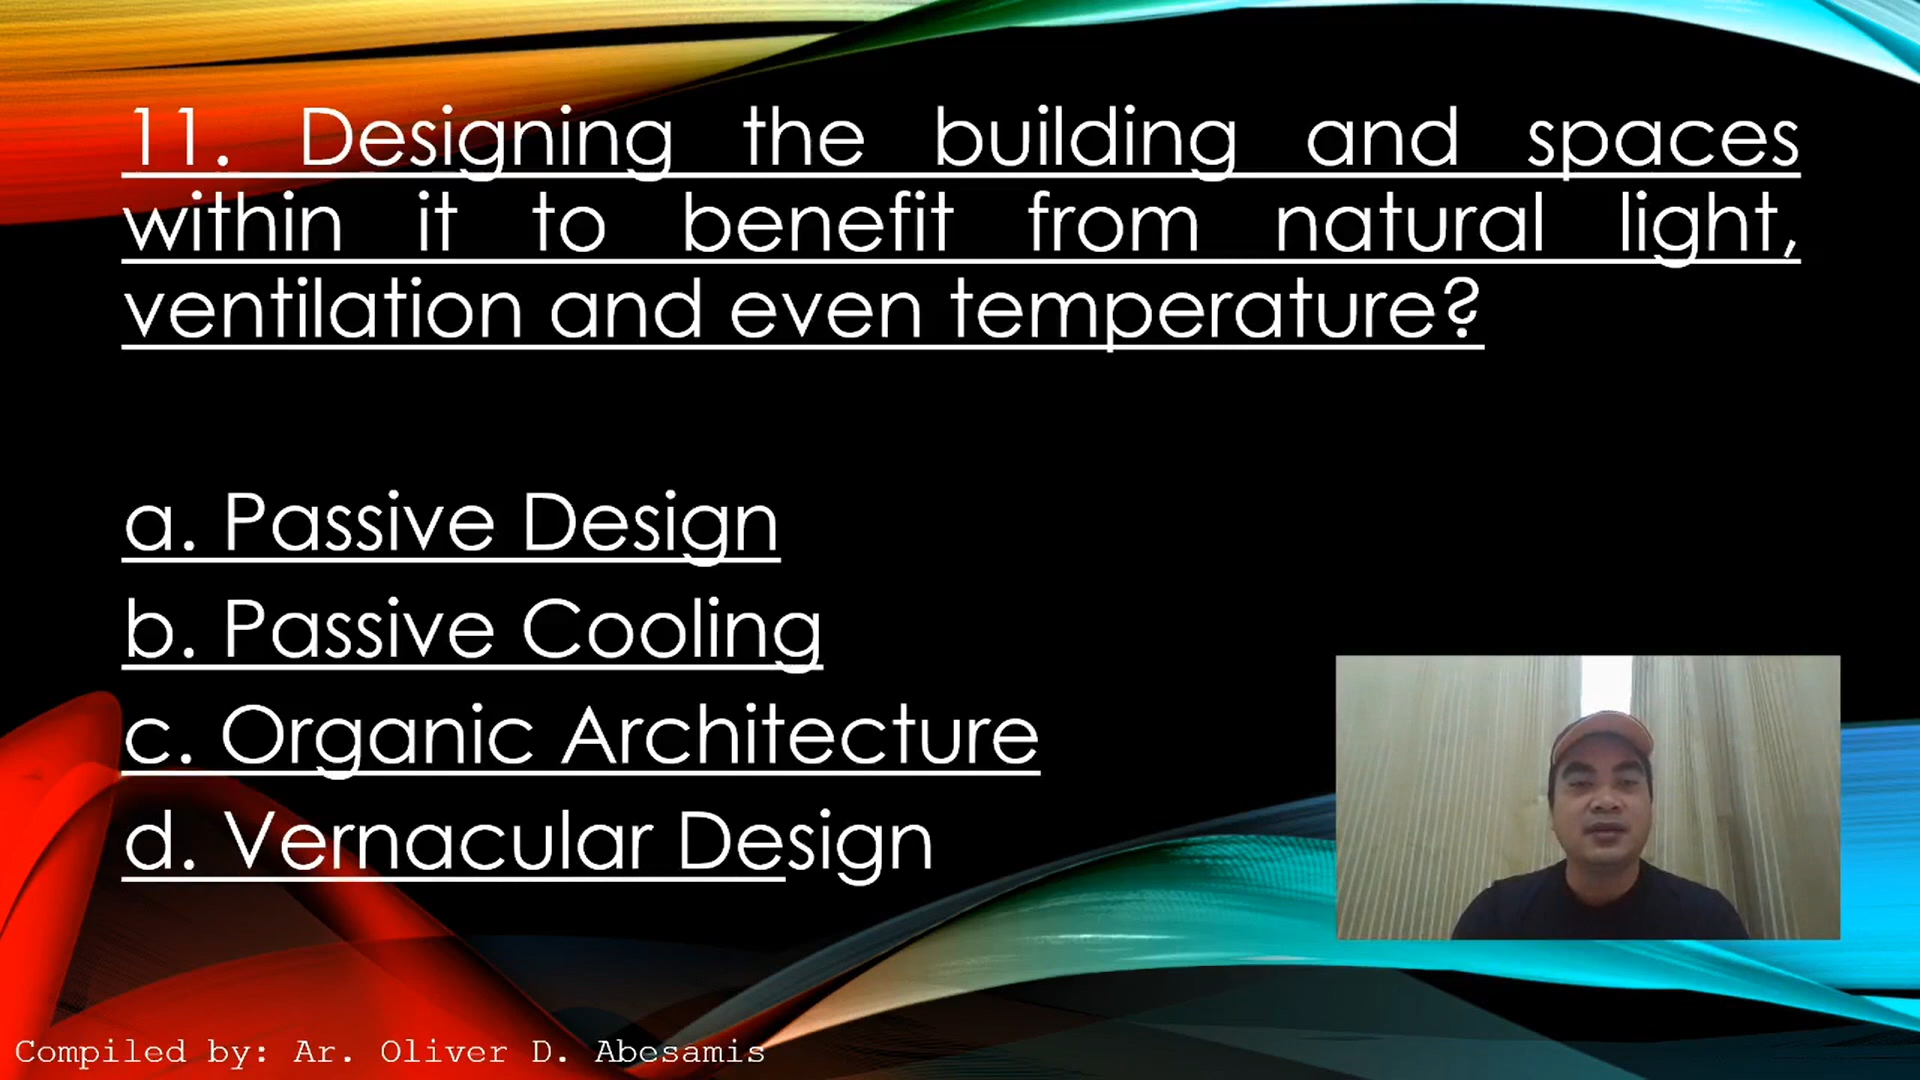 11. Designing the building and spaces
within it to benefit from natural light,
ventilation and even temperature?
a. Passive Design
b. Passive Cooling
c. Organic Architecture
d. Vernacular Design
Compiled by: Ar. Oliver D. Abesamis